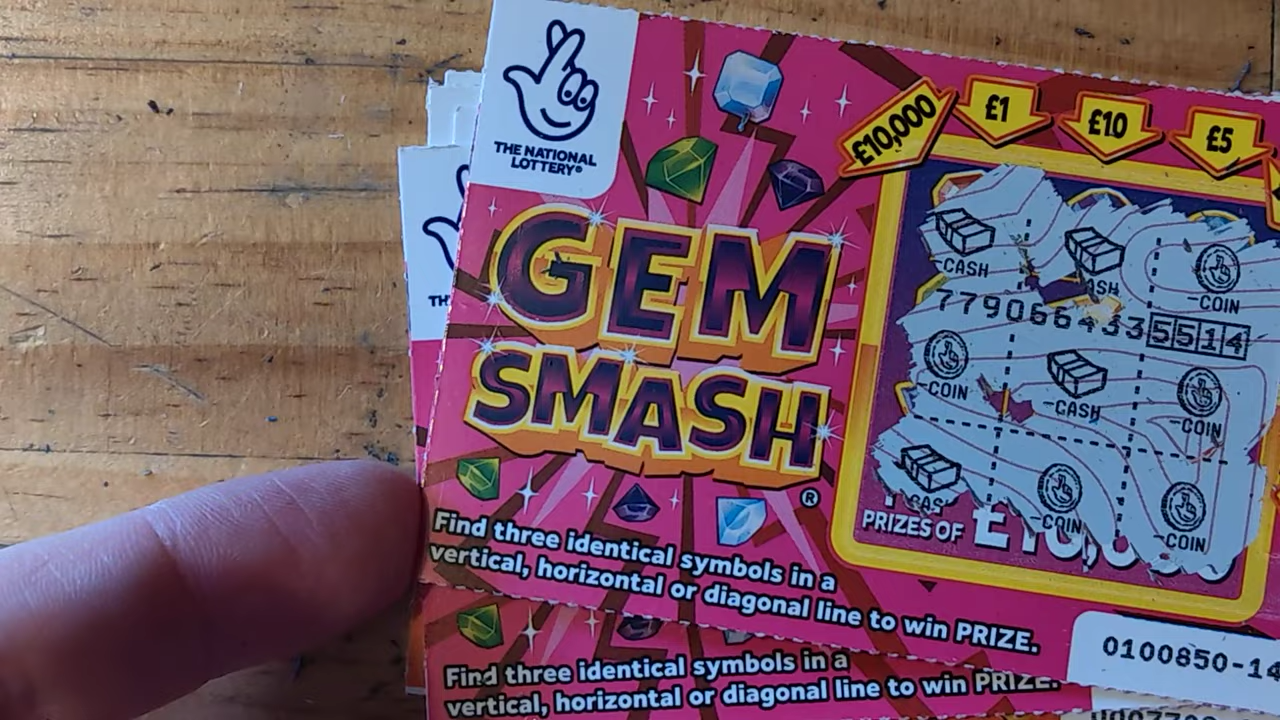 THE NATIONAL
LOTTERY®
£10,000
£1
£10
£5
GEM
SMASH®
CASH
CASH
COIN
7790664335514
COIN
CASH
COIN
CASH
COIN
COIN
PRIZES OF
Find three identical symbols in a
vertical, horizontal or diagonal line to win PRIZE.
0100850-14
Find three identical symbols in a
vertical, horizontal or diagonal line to win PRIZE.